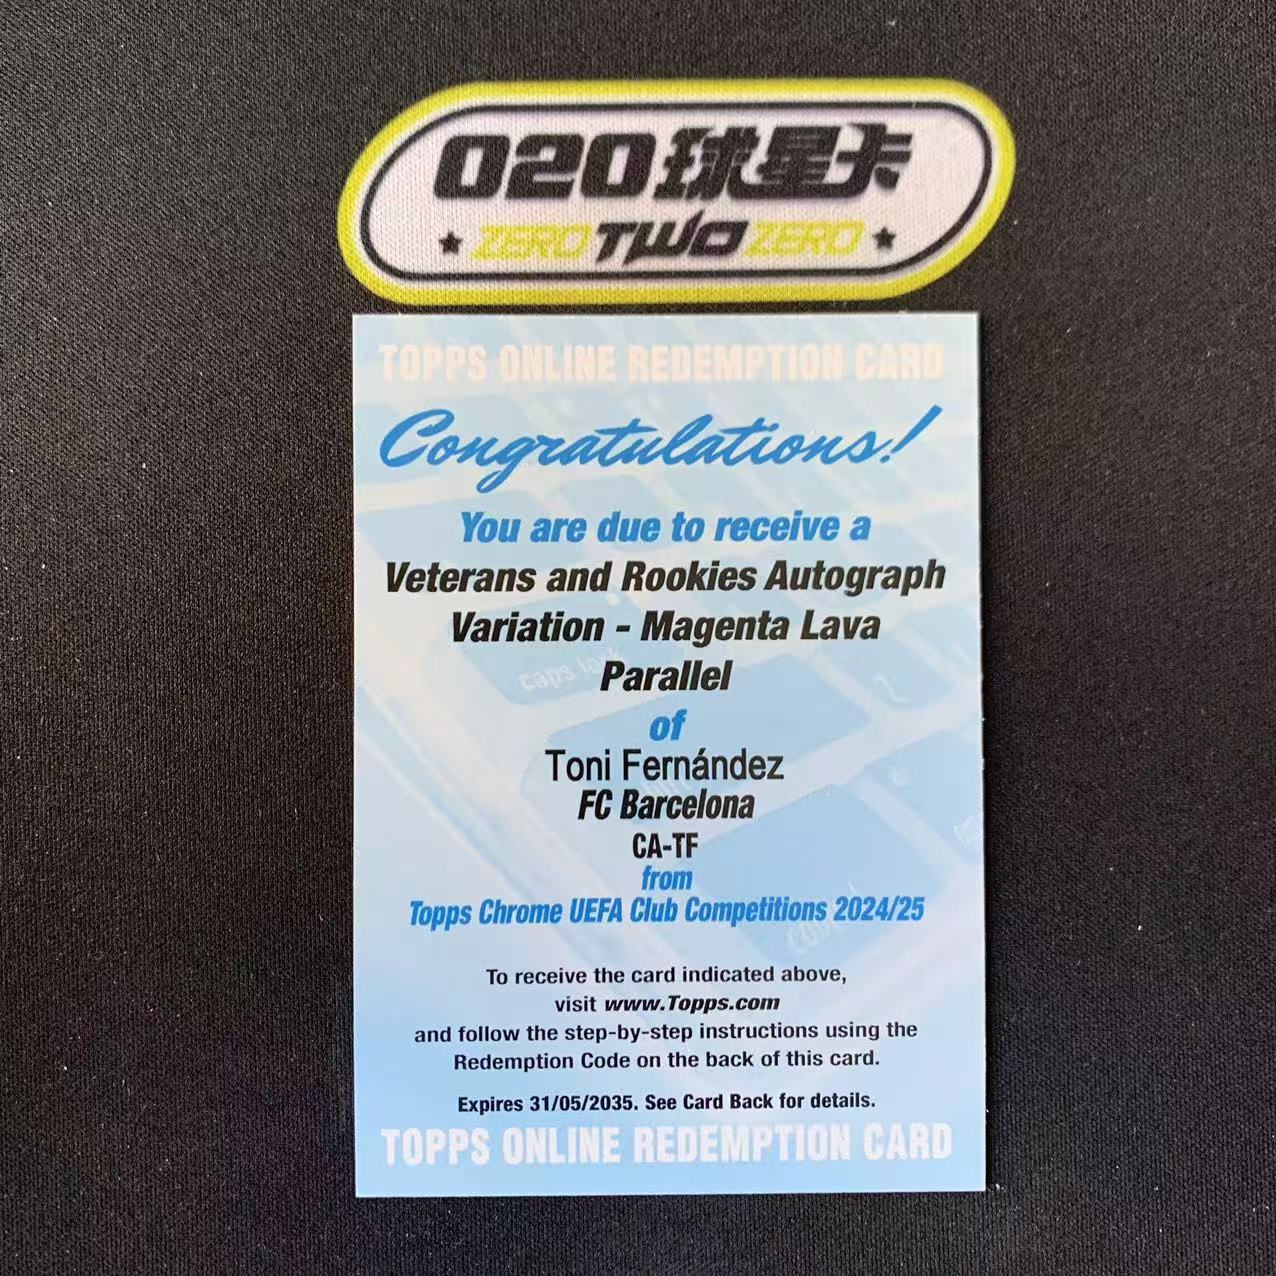 020球星卡
★ ZERO TWO ZERO ★
TOPPS ONLINE REDEMPTION CARD
Congratulations!
You are due to receive a
Veterans and Rookies Autograph
Variation - Magenta Lava
Parallel
of
Toni Fernández
FC Barcelona
CA-TF
from
Topps Chrome UEFA Club Competitions 2024/25
To receive the card indicated above,
visit www.Topps.com
and follow the step-by-step instructions using the
Redemption Code on the back of this card.
Expires 31/05/2035. See Card Back for details.
TOPPS ONLINE REDEMPTION CARD